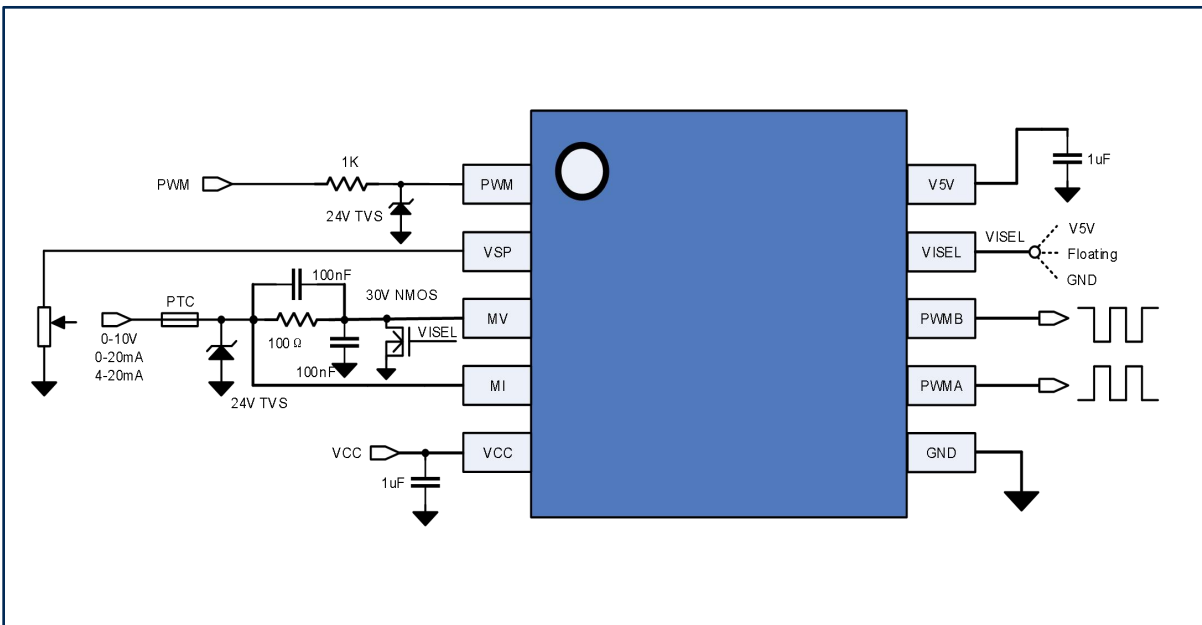 1K
PWM
PWM
24V TVS
VSP
100nF
30V NMOS
PTC
MV
VISEL
0-10V
0-20mA
4-20mA
100Ω
100nF
MI
24V TVS
VCC
VCC
1uF
V5V
1uF
VISEL
VISEL
V5V
Floating
GND
PWMB
PWMA
GND